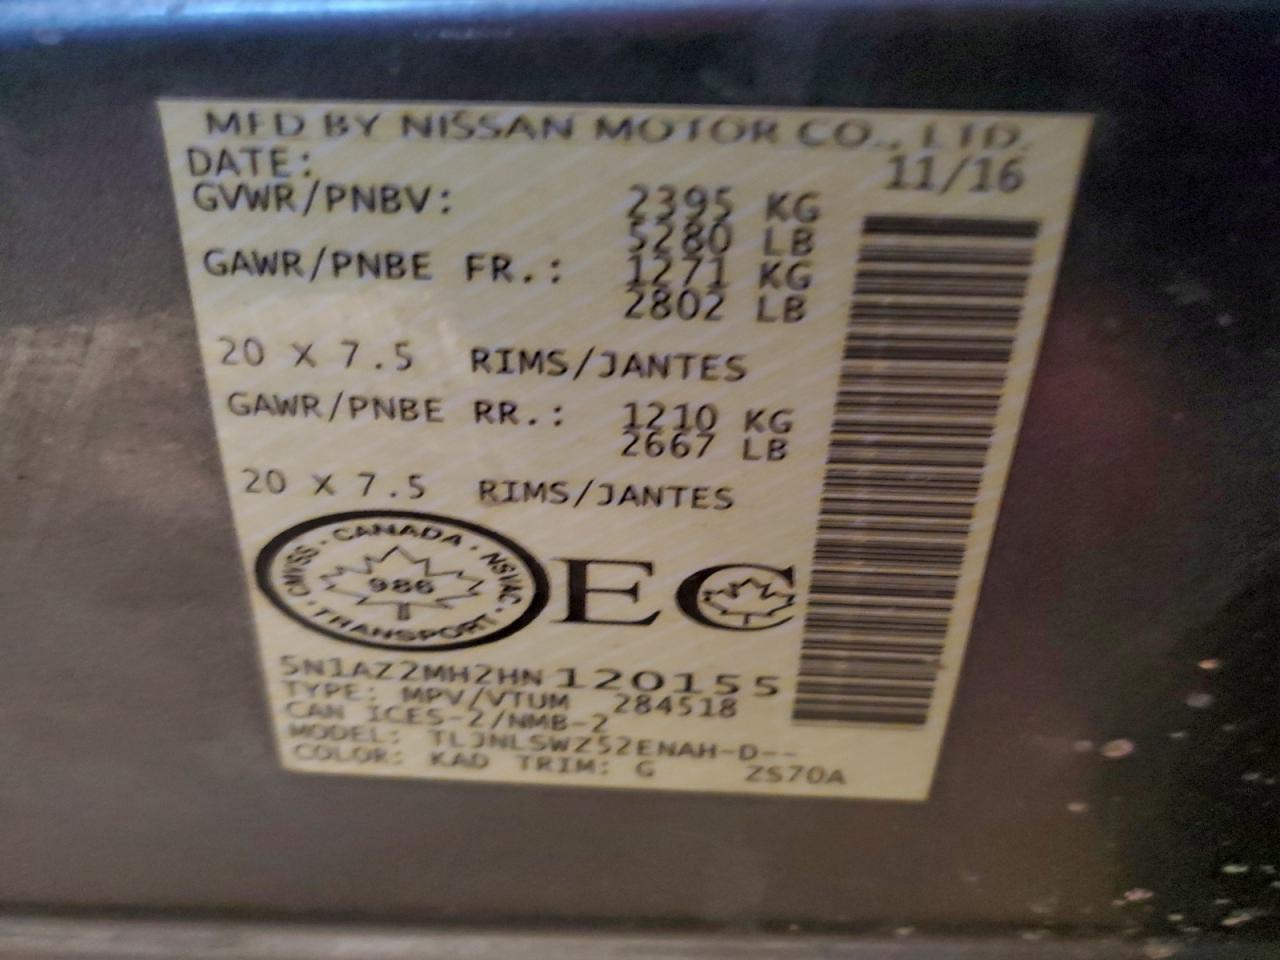 MFD BY NISSAN MOTOR CO., LTD.
DATE: 11/16
GVWR/PNBV: 2395 KG
5280 LB
GAWR/PNBE FR.: 1271 KG
2802 LB
20 X 7.5 RIMS/JANTES
GAWR/PNBE RR.: 1210 KG
2667 LB
20 X 7.5 RIMS/JANTES
· CANADA · NSVAC · TRANSPORT · CMVSS
986
EC
5N1AZ2MH2HN120155
TYPE: MPV/VTUM 284518
CAN ICES-2/NMB-2
MODEL: TLJNLSWZ52ENAH-D--
COLOR: KAD TRIM: G ZS70A